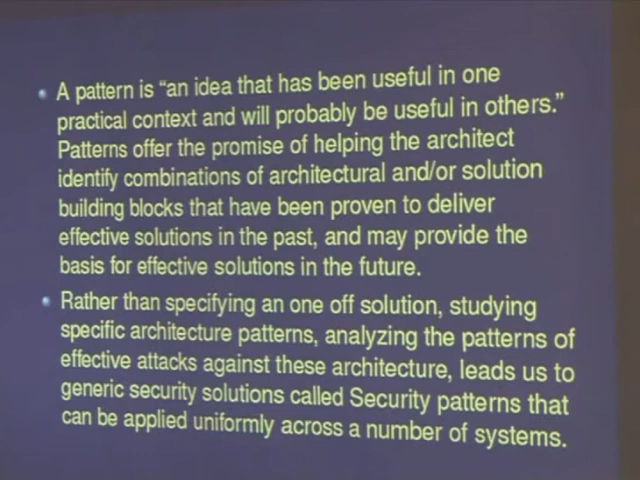 • A pattern is “an idea that has been useful in one
practical context and will probably be useful in others.”
Patterns offer the promise of helping the architect
identify combinations of architectural and/or solution
building blocks that have been proven to deliver
effective solutions in the past, and may provide the
basis for effective solutions in the future.
• Rather than specifying an one off solution, studying
specific architecture patterns, analyzing the patterns of
effective attacks against these architecture, leads us to
generic security solutions called Security patterns that
can be applied uniformly across a number of systems.